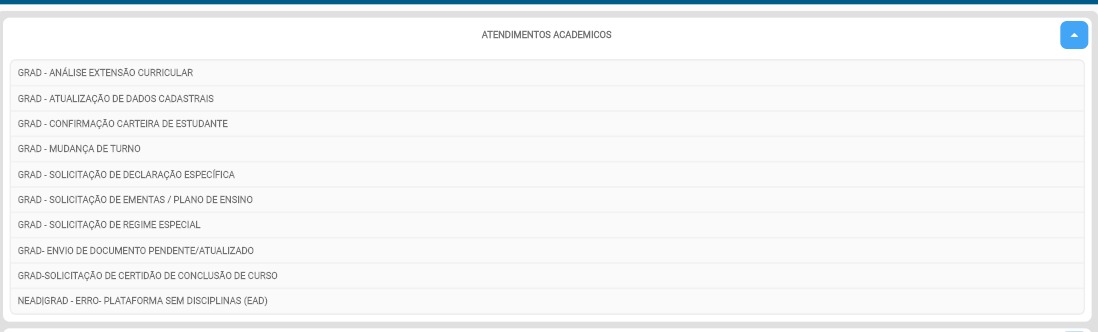 ATENDIMENTOS ACADEMICOS
GRAD - ANÁLISE EXTENSÃO CURRICULAR
GRAD - ATUALIZAÇÃO DE DADOS CADASTRAIS
GRAD - CONFIRMAÇÃO CARTEIRA DE ESTUDANTE
GRAD - MUDANÇA DE TURNO
GRAD - SOLICITAÇÃO DE DECLARAÇÃO ESPECÍFICA
GRAD - SOLICITAÇÃO DE EMENTAS / PLANO DE ENSINO
GRAD - SOLICITAÇÃO DE REGIME ESPECIAL
GRAD- ENVIO DE DOCUMENTO PENDENTE/ATUALIZADO
GRAD-SOLICITAÇÃO DE CERTIDÃO DE CONCLUSÃO DE CURSO
NEAD|GRAD - ERRO- PLATAFORMA SEM DISCIPLINAS (EAD)